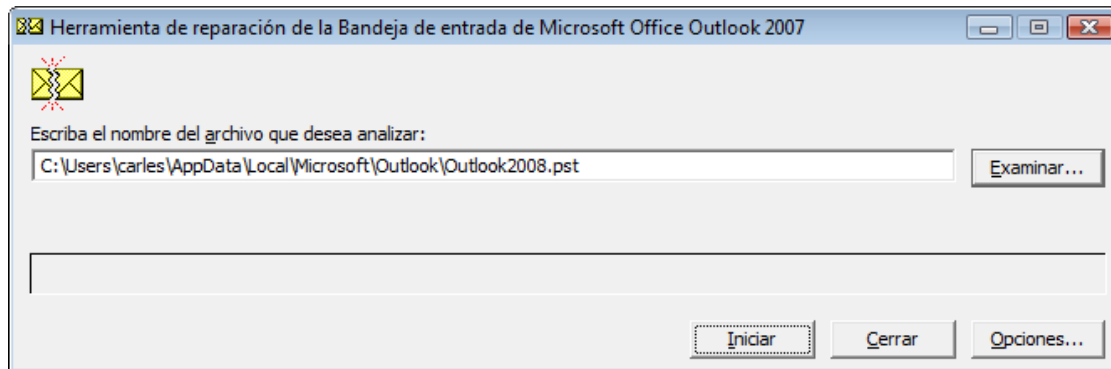 Herramienta de reparación de la Bandeja de entrada de Microsoft Office Outlook 2007
Escriba el nombre del archivo que desea analizar:
C:\Users\carles\AppData\Local\Microsoft\Outlook\Outlook2008.pst
Examinar...
Iniciar
Cerrar
Opciones...